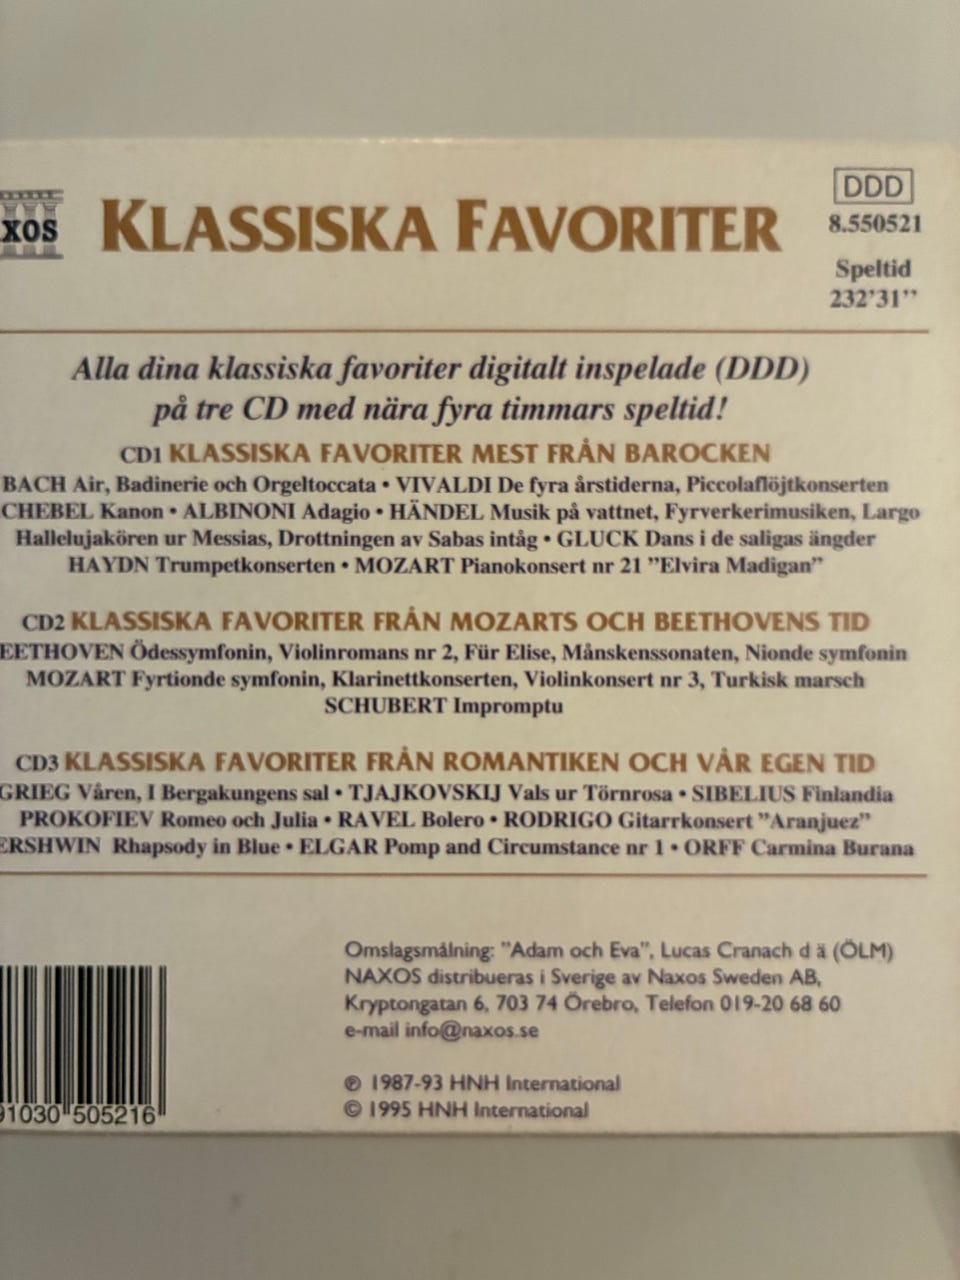 XOS
KLASSISKA FAVORITER
DDD
8.550521
Speltid
232'31"
Alla dina klassiska favoriter digitalt inspelade (DDD)
på tre CD med nära fyra timmars speltid!
CD1 KLASSISKA FAVORITER MEST FRÅN BAROCKEN
BACH Air, Badinerie och Orgeltoccata • VIVALDI De fyra årstiderna, Piccolaflöjtkonserten
CHEBEL Kanon • ALBINONI Adagio • HÄNDEL Musik på vattnet, Fyrverkerimusiken, Largo
Hallelujakören ur Messias, Drottningen av Sabas intåg • GLUCK Dans i de saligas ängder
HAYDN Trumpetkonserten • MOZART Pianokonsert nr 21 "Elvira Madigan"
CD2 KLASSISKA FAVORITER FRÅN MOZARTS OCH BEETHOVENS TID
EETHOVEN Ödessymfonin, Violinromans nr 2, Für Elise, Månskenssonaten, Nionde symfonin
MOZART Fyrtionde symfonin, Klarinettkonserten, Violinkonsert nr 3, Turkisk marsch
SCHUBERT Impromptu
CD3 KLASSISKA FAVORITER FRÅN ROMANTIKEN OCH VÅR EGEN TID
GRIEG Våren, I Bergakungens sal • TJAJKOVSKIJ Vals ur Törnrosa • SIBELIUS Finlandia
PROKOFIEV Romeo och Julia • RAVEL Bolero • RODRIGO Gitarrkonsert "Aranjuez"
ERSHWIN Rhapsody in Blue • ELGAR Pomp and Circumstance nr 1 • ORFF Carmina Burana
Omslagsmålning: "Adam och Eva", Lucas Cranach d ä (ÖLM)
NAXOS distribueras i Sverige av Naxos Sweden AB,
Kryptongatan 6, 703 74 Örebro, Telefon 019-20 68 60
e-mail info@naxos.se
℗ 1987-93 HNH International
© 1995 HNH International
91030 505216